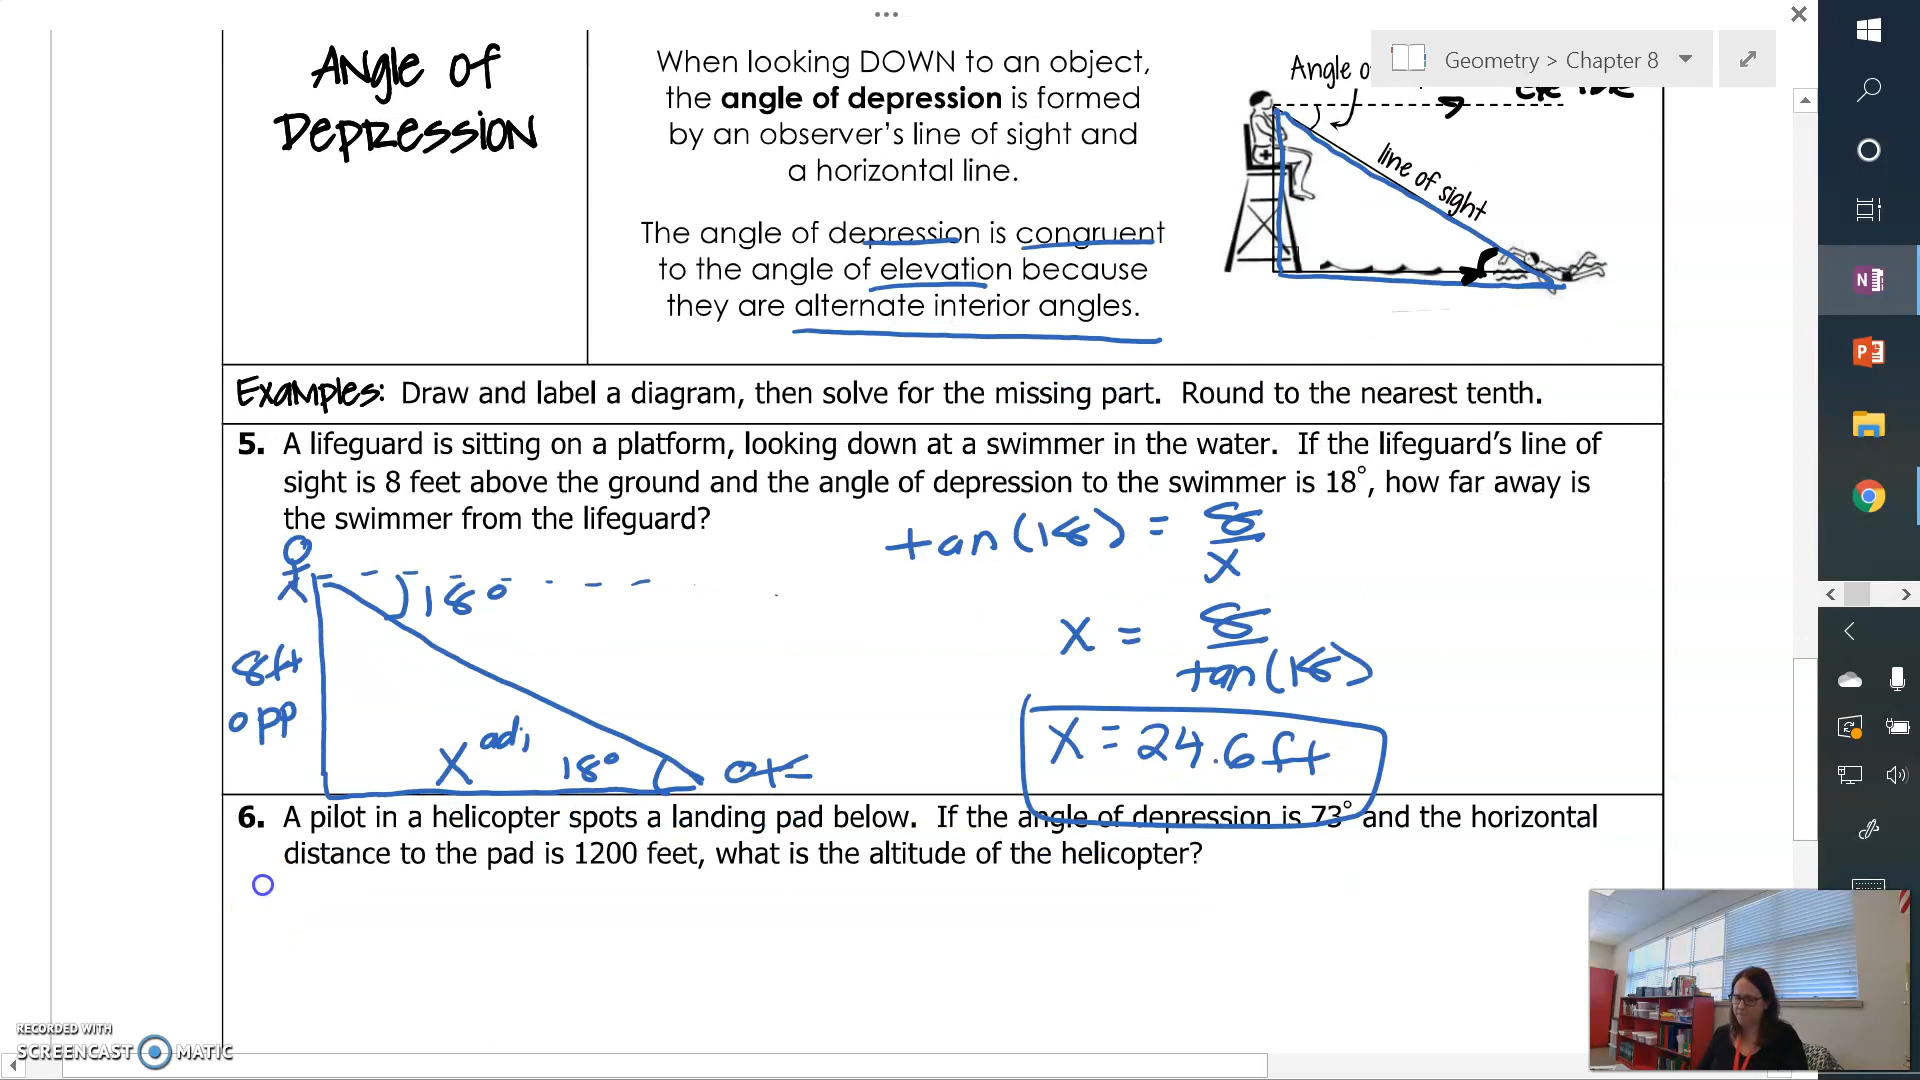 Geometry > Chapter 8
Angle of
Depression
When looking DOWN to an object,
the angle of depression is formed
by an observer's line of sight and
a horizontal line.
The angle of depression is congruent
to the angle of elevation because
they are alternate interior angles.
Angle o
line of sight
Examples: Draw and label a diagram, then solve for the missing part. Round to the nearest tenth.
5. A lifeguard is sitting on a platform, looking down at a swimmer in the water. If the lifeguard's line of
sight is 8 feet above the ground and the angle of depression to the swimmer is 18°, how far away is
the swimmer from the lifeguard?
18°
8ft
opp
x adj
18°
tan(18) = 8/x
x = 8/tan(18)
x = 24.6 ft
6. A pilot in a helicopter spots a landing pad below. If the angle of depression is 73° and the horizontal
distance to the pad is 1200 feet, what is the altitude of the helicopter?
RECORDED WITH
SCREENCAST MATIC